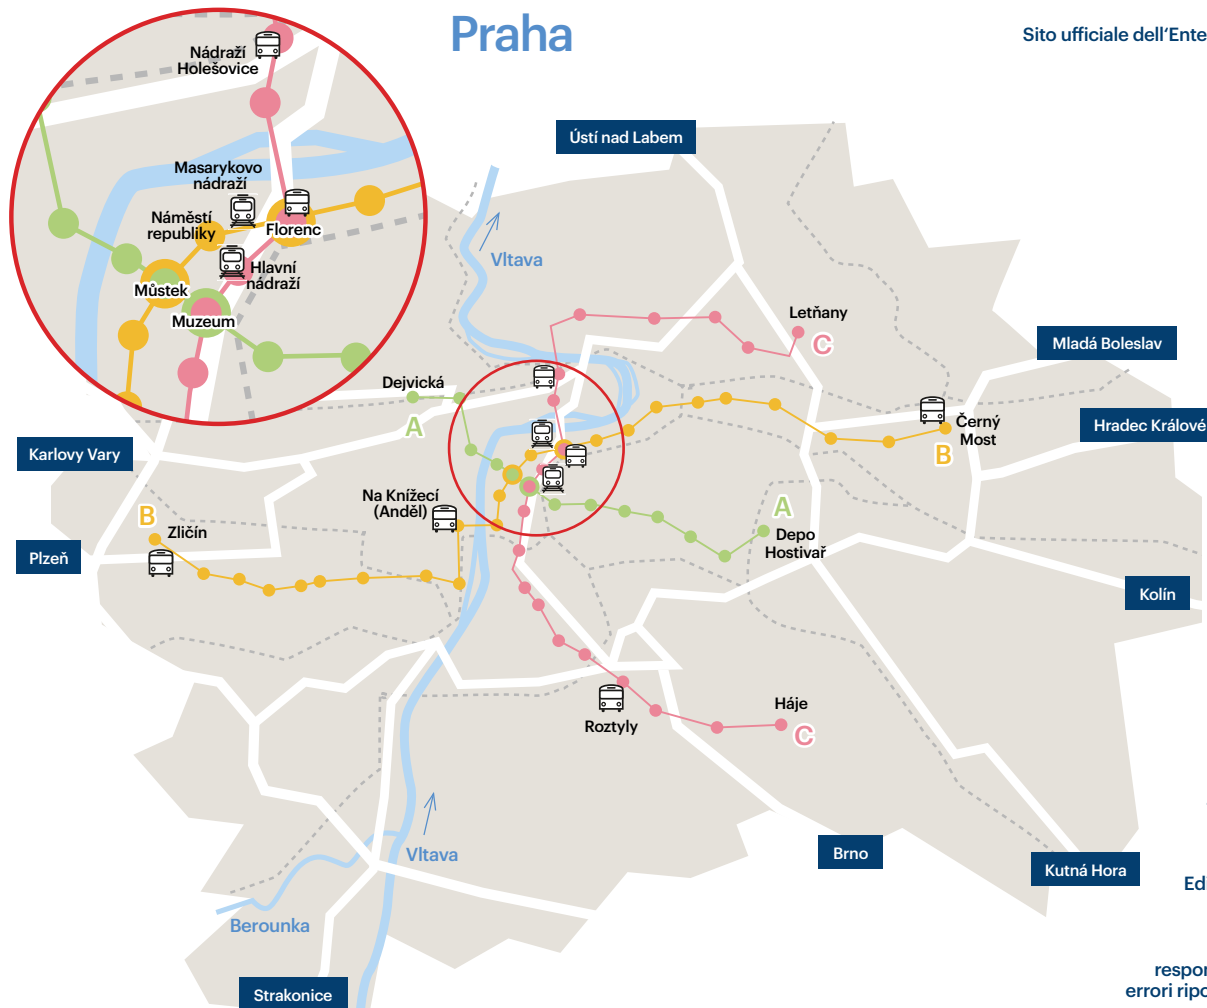 Praha
Sito ufficiale dell'Ente
Nádraží
Holešovice
Masarykovo
nádraží
Náměstí
republiky
Florenc
Hlavní
nádraží
Můstek
Muzeum
Ústí nad Labem
Vltava
Letňany
C
Mladá Boleslav
Dejvická
A
Černý
Most
B
Hradec Králové
Karlovy Vary
Na Knížecí
(Anděl)
B
Zličín
A
Depo
Hostivař
Plzeň
Kolín
Roztyly
Háje
C
Vltava
Brno
Kutná Hora
Berounka
Strakonice